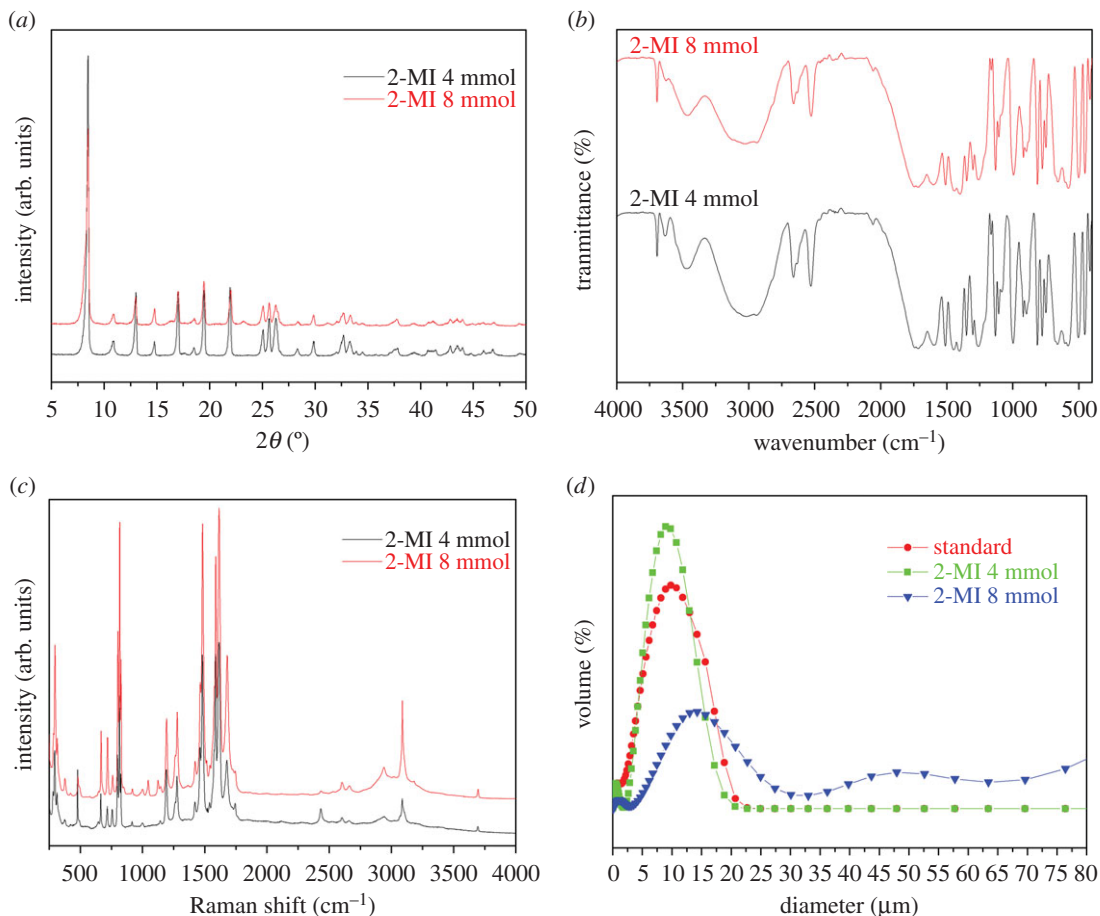 (a)
intensity (arb. units)
2-MI 4 mmol
2-MI 8 mmol
5 10 15 20 25 30 35 40 45 50
2θ (º)
(b)
tranmittance (%)
2-MI 8 mmol
2-MI 4 mmol
4000 3500 3000 2500 2000 1500 1000 500
wavenumber (cm–1)
(c)
intensity (arb. units)
2-MI 4 mmol
2-MI 8 mmol
500 1000 1500 2000 2500 3000 3500 4000
Raman shift (cm–1)
(d)
volume (%)
standard
2-MI 4 mmol
2-MI 8 mmol
0 5 10 15 20 25 30 35 40 45 50 55 60 65 70 75 80
diameter (μm)